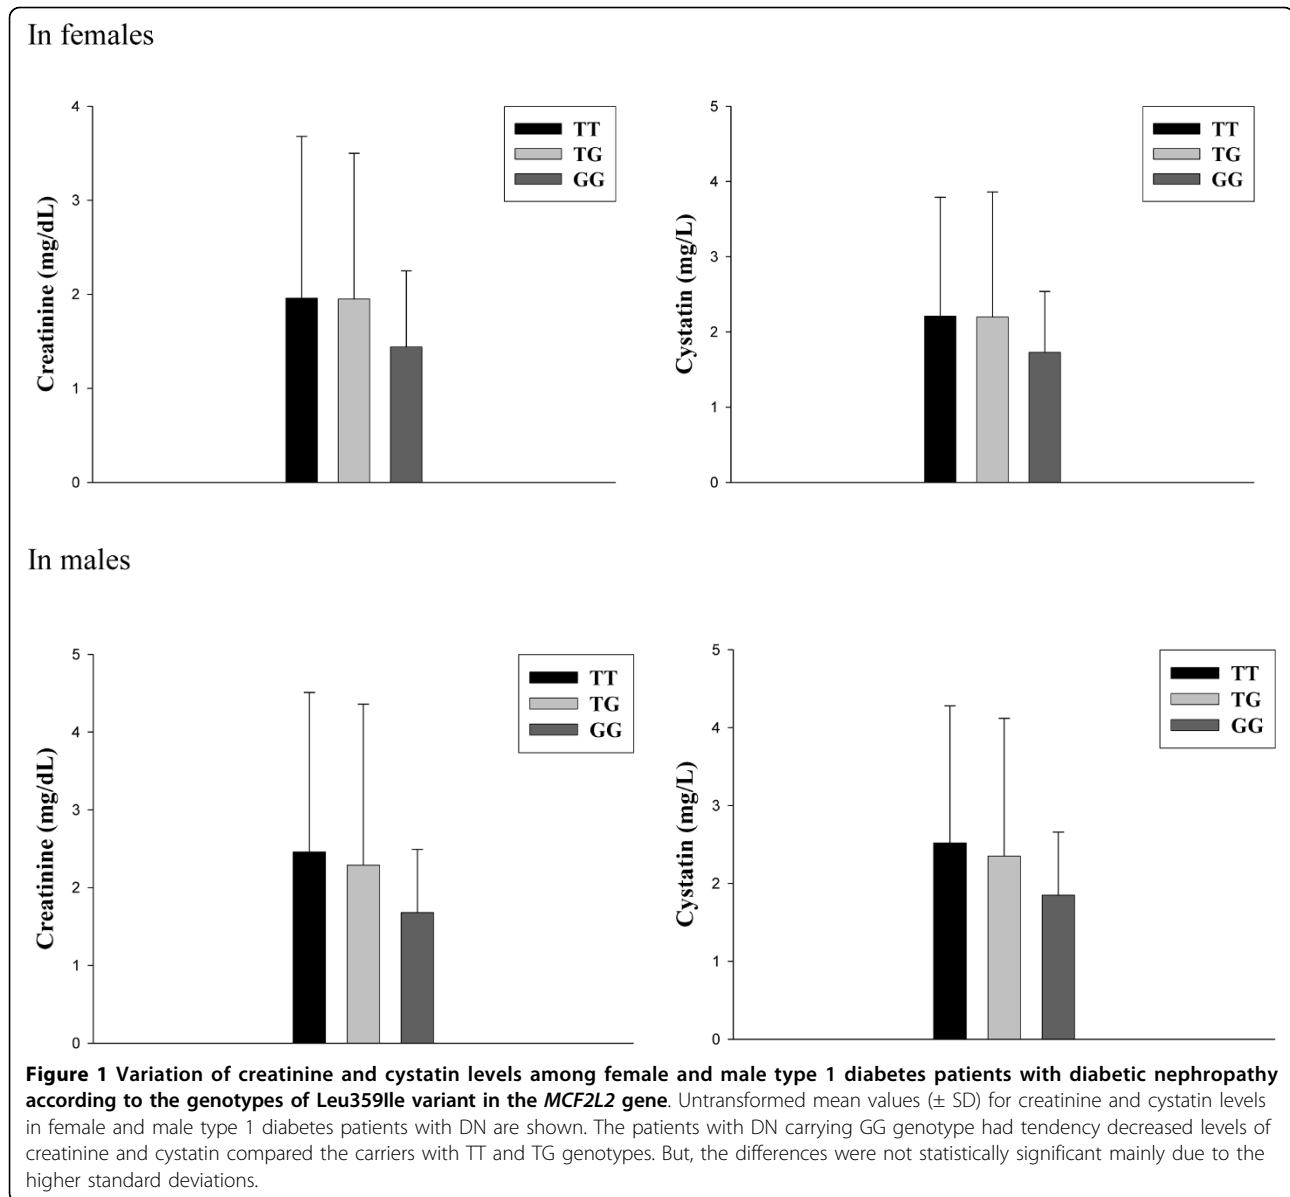 In females
4
3
2
1
0
Creatinine (mg/dL)
TT
TG
GG
5
4
3
2
1
0
Cystatin (mg/L)
TT
TG
GG
In males
5
4
3
2
1
0
Creatinine (mg/dL)
TT
TG
GG
5
4
3
2
1
0
Cystatin (mg/L)
TT
TG
GG
Figure 1 Variation of creatinine and cystatin levels among female and male type 1 diabetes patients with diabetic nephropathy
according to the genotypes of Leu359Ile variant in the MCF2L2 gene. Untransformed mean values (± SD) for creatinine and cystatin levels
in female and male type 1 diabetes patients with DN are shown. The patients with DN carrying GG genotype had tendency decreased levels of
creatinine and cystatin compared the carriers with TT and TG genotypes. But, the differences were not statistically significant mainly due to the
higher standard deviations.